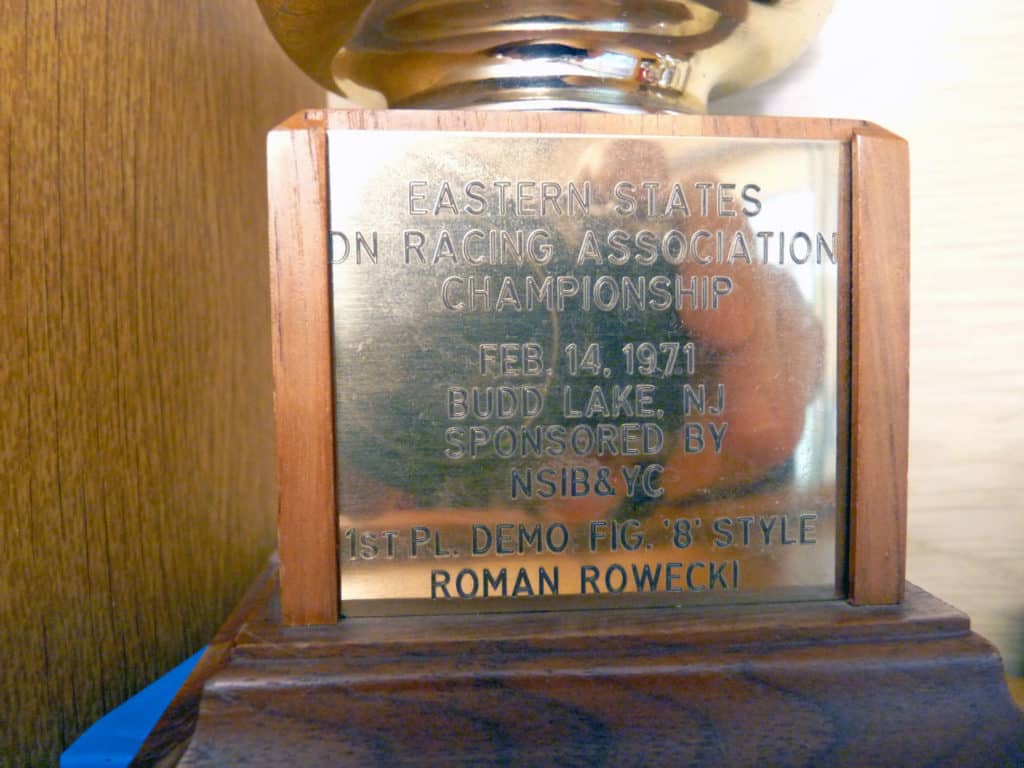 EASTERN STATES
DN RACING ASSOCIATION
CHAMPIONSHIP
FEB. 14, 1971
BUDD LAKE, NJ
SPONSORED BY
NSIB&YC
1ST PL. DEMO FIG. '8' STYLE
ROMAN ROWECKI